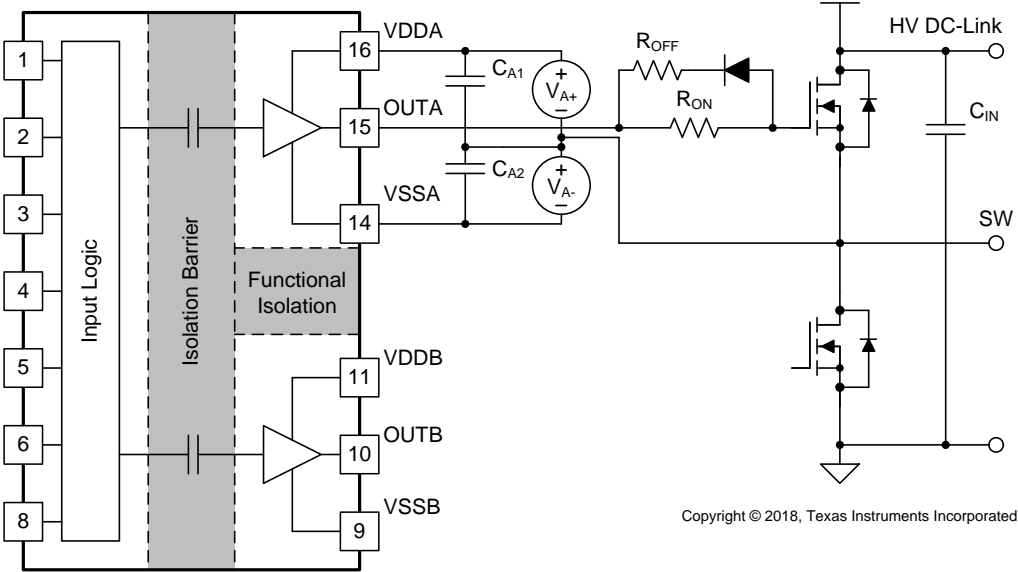 1
2
3
4
5
6
8
Input Logic
Isolation Barrier
Functional
Isolation
VDDA
16
OUTA
15
VSSA
14
VDDB
11
OUTB
10
VSSB
9
CA1
CA2
+
VA+
–
+
VA-
–
ROFF
RON
HV DC-Link
CIN
SW
Copyright © 2018, Texas Instruments Incorporated